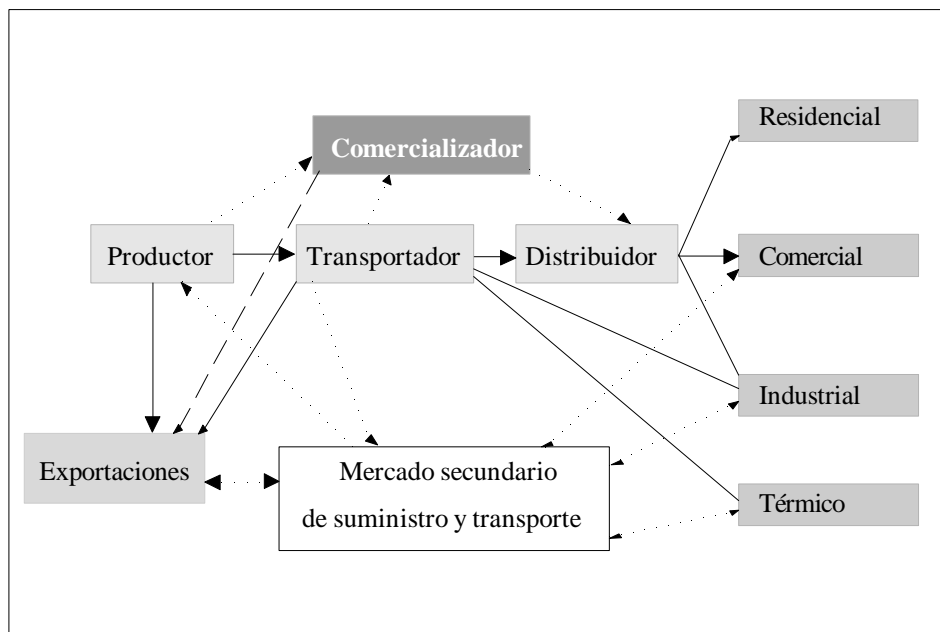 Residencial
Comercializador
Productor
Transportador
Distribuidor
Comercial
Industrial
Exportaciones
Mercado secundario
de suministro y transporte
Térmico